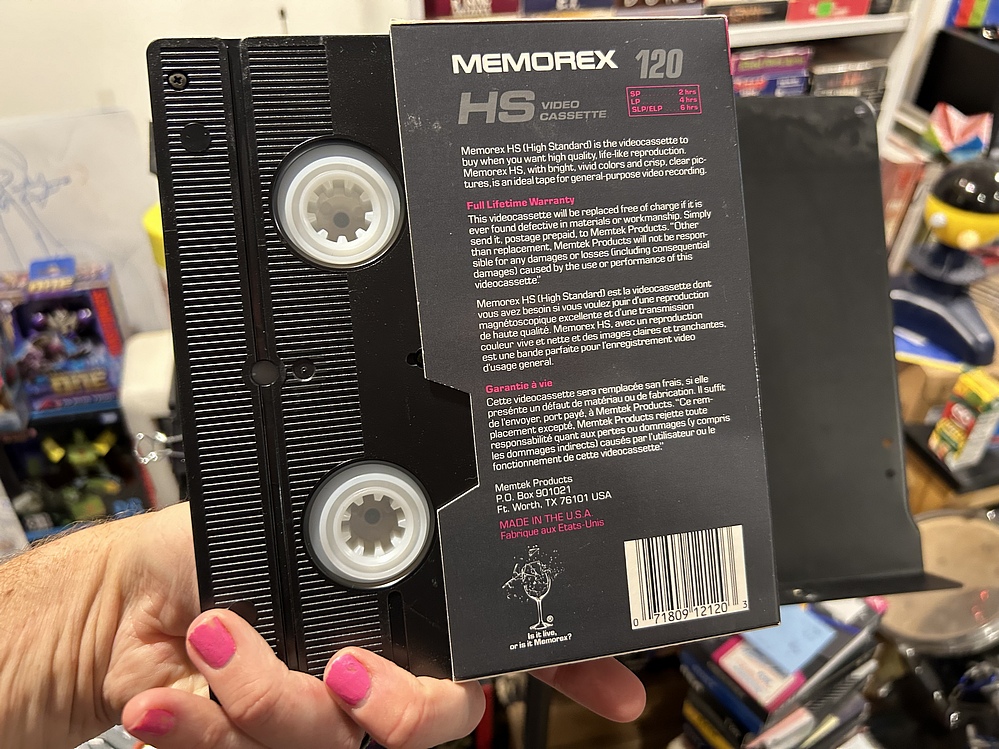 MEMOREX 120
HS VIDEO
CASSETTE
SP 2 hrs
LP 4 hrs
SLP/ELP 6 hrs
Memorex HS (High Standard) is the videocassette to
buy when you want high quality, life-like reproduction.
Memorex HS, with bright, vivid colors and crisp, clear pic-
tures, is an ideal tape for general-purpose video recording.
Full Lifetime Warranty
This videocassette will be replaced free of charge if it is
ever found defective in materials or workmanship. Simply
send it, postage prepaid, to Memtek Products. "Other
than replacement, Memtek Products will not be respon-
sible for any damages or losses (including consequential
damages) caused by the use or performance of this
videocassette."
Memorex HS (High Standard) est la videocassette dont
vous avez besoin si vous voulez jouir d'une reproduction
magnétoscopique excellente et d'une transmission
de haute qualité. Memorex HS, avec un reproduction
couleur vive et nette et des images claires et tranchantes,
est une bande parfaite pour l'enregistrement video
d'usage general.
Garantie à vie
Cette videocassette sera remplacée san frais, si elle
presénte un défaut de matériau ou de fabrication. Il suffit
de l'envoyer, port payé, à Memtek Products. "Ce rem-
placement excepté, Memtek Products rejette toute
responsabilité quant aux pertes ou dommages (y compris
les dommages indirects) causés par l'utilisateur ou le
fonctionnement de cette videocassette."
Memtek Products
P.O. Box 901021
Ft. Worth, TX 76101 USA
MADE IN THE U.S.A.
Fabrique aux Etats-Unis
®
Is it live,
or is it Memorex?
0 71809 12120 3
ONE